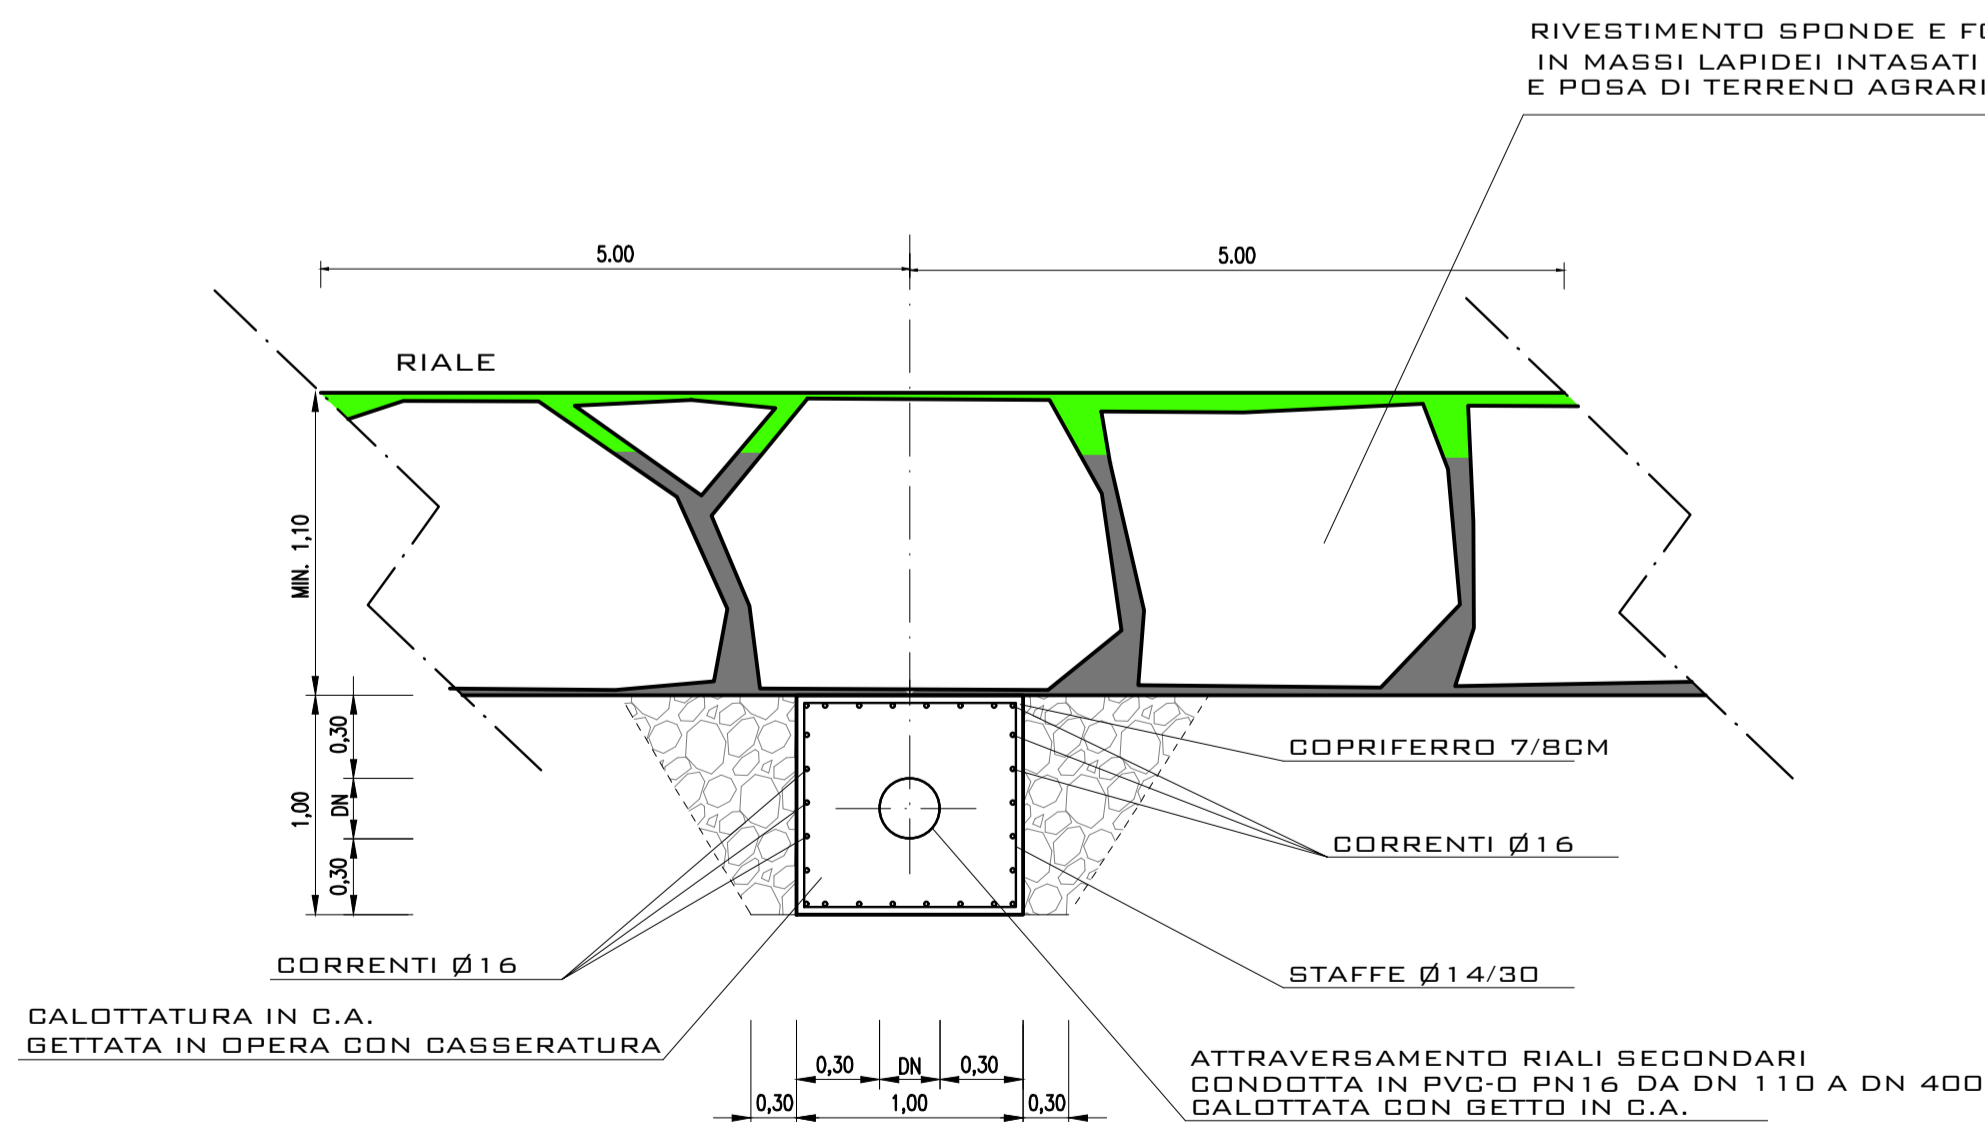 RIVESTIMENTO SPONDE E
IN MASSI LAPIDEI INTASATI
E POSA DI TERRENO
5.00
5.00
RIALE
MIN. 1,10
0,30
DN
0,30
1,00
COPRIFERRO 7/8CM
CORRENTI Ø16
CORRENTI Ø16
STAFFE Ø14/30
CALOTTATURA IN C.A.
GETTATA IN OPERA CON CASSERATURA
0,30
DN
0,30
0,30
1,00
0,30
ATTRAVERSAMENTO RIALI SECONDARI
CONDOTTA IN PVC-O PN16 DA DN 110 A DN 400
CALOTTATA CON GETTO IN C.A.